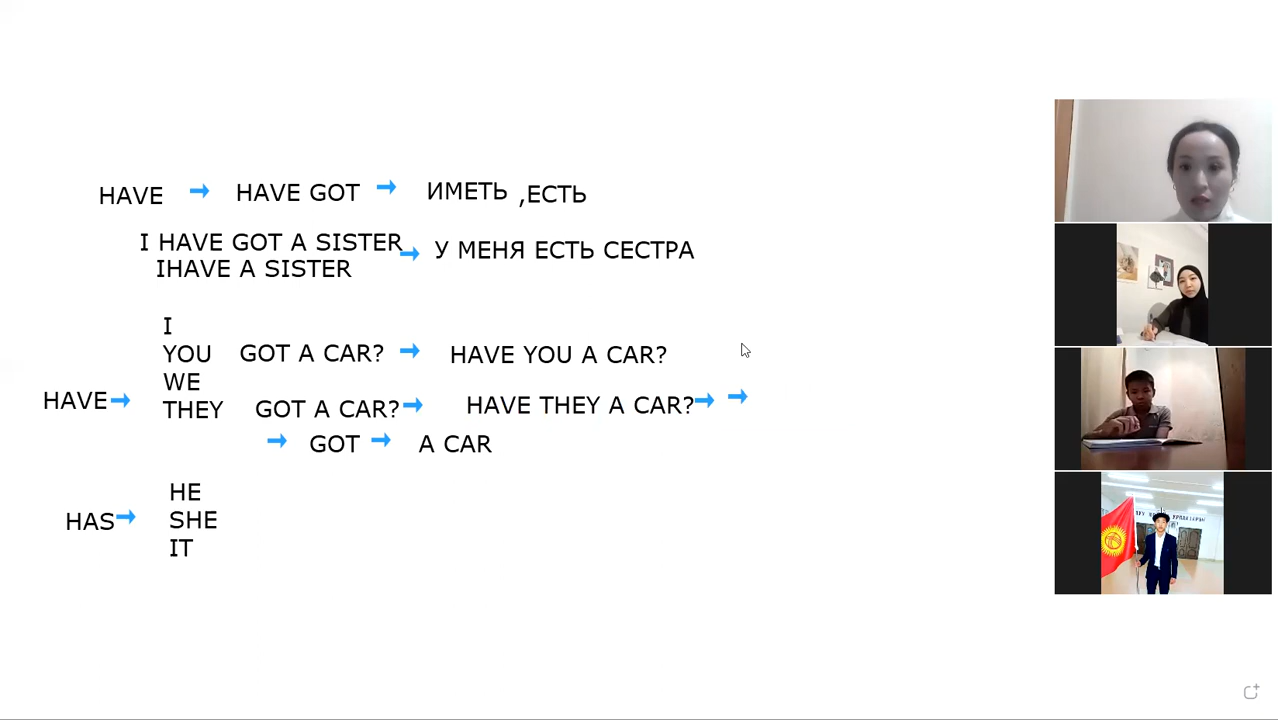 HAVE HAVE GOT ИМЕТЬ ,ЕСТЬ
I HAVE GOT A SISTER
IHAVE A SISTER
У МЕНЯ ЕСТЬ СЕСТРА
I
YOU GOT A CAR? HAVE YOU A CAR?
WE
HAVE
THEY GOT A CAR? HAVE THEY A CAR?
GOT A CAR
HE
HAS SHE
IT